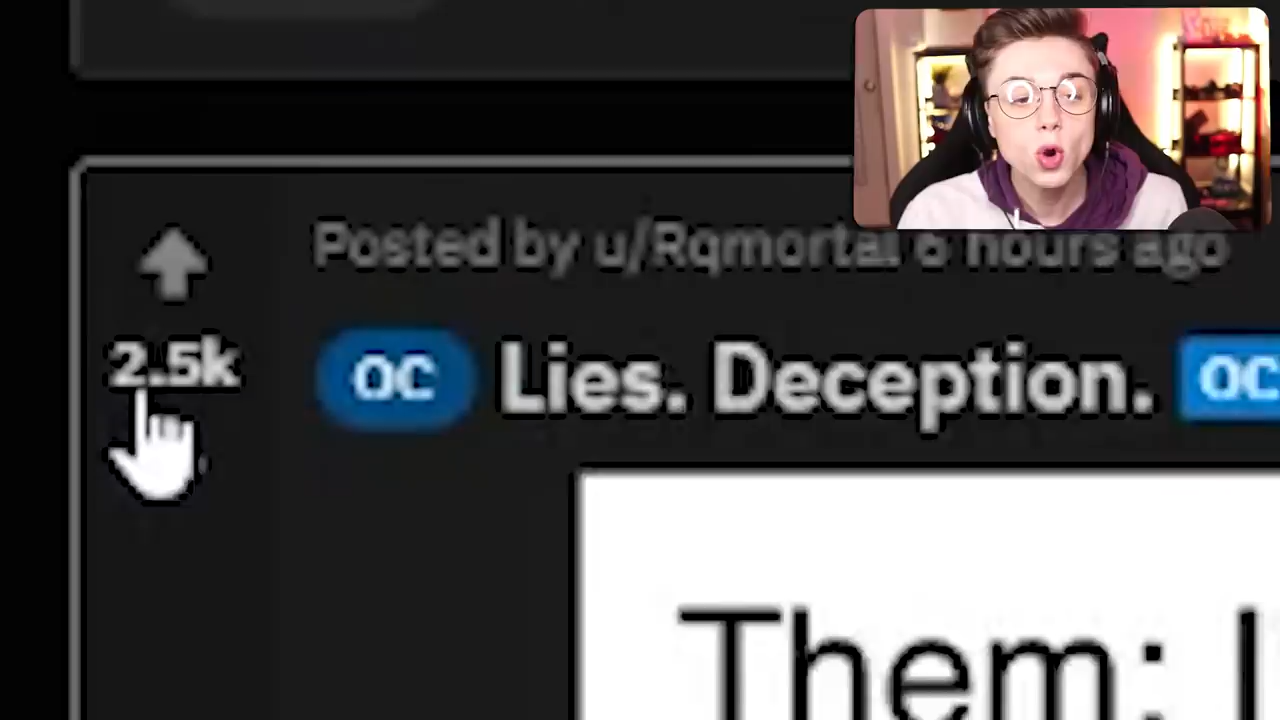 Posted by u/Rqmortal 6 hours ago
2.5k
OC Lies. Deception. OC
Them: I